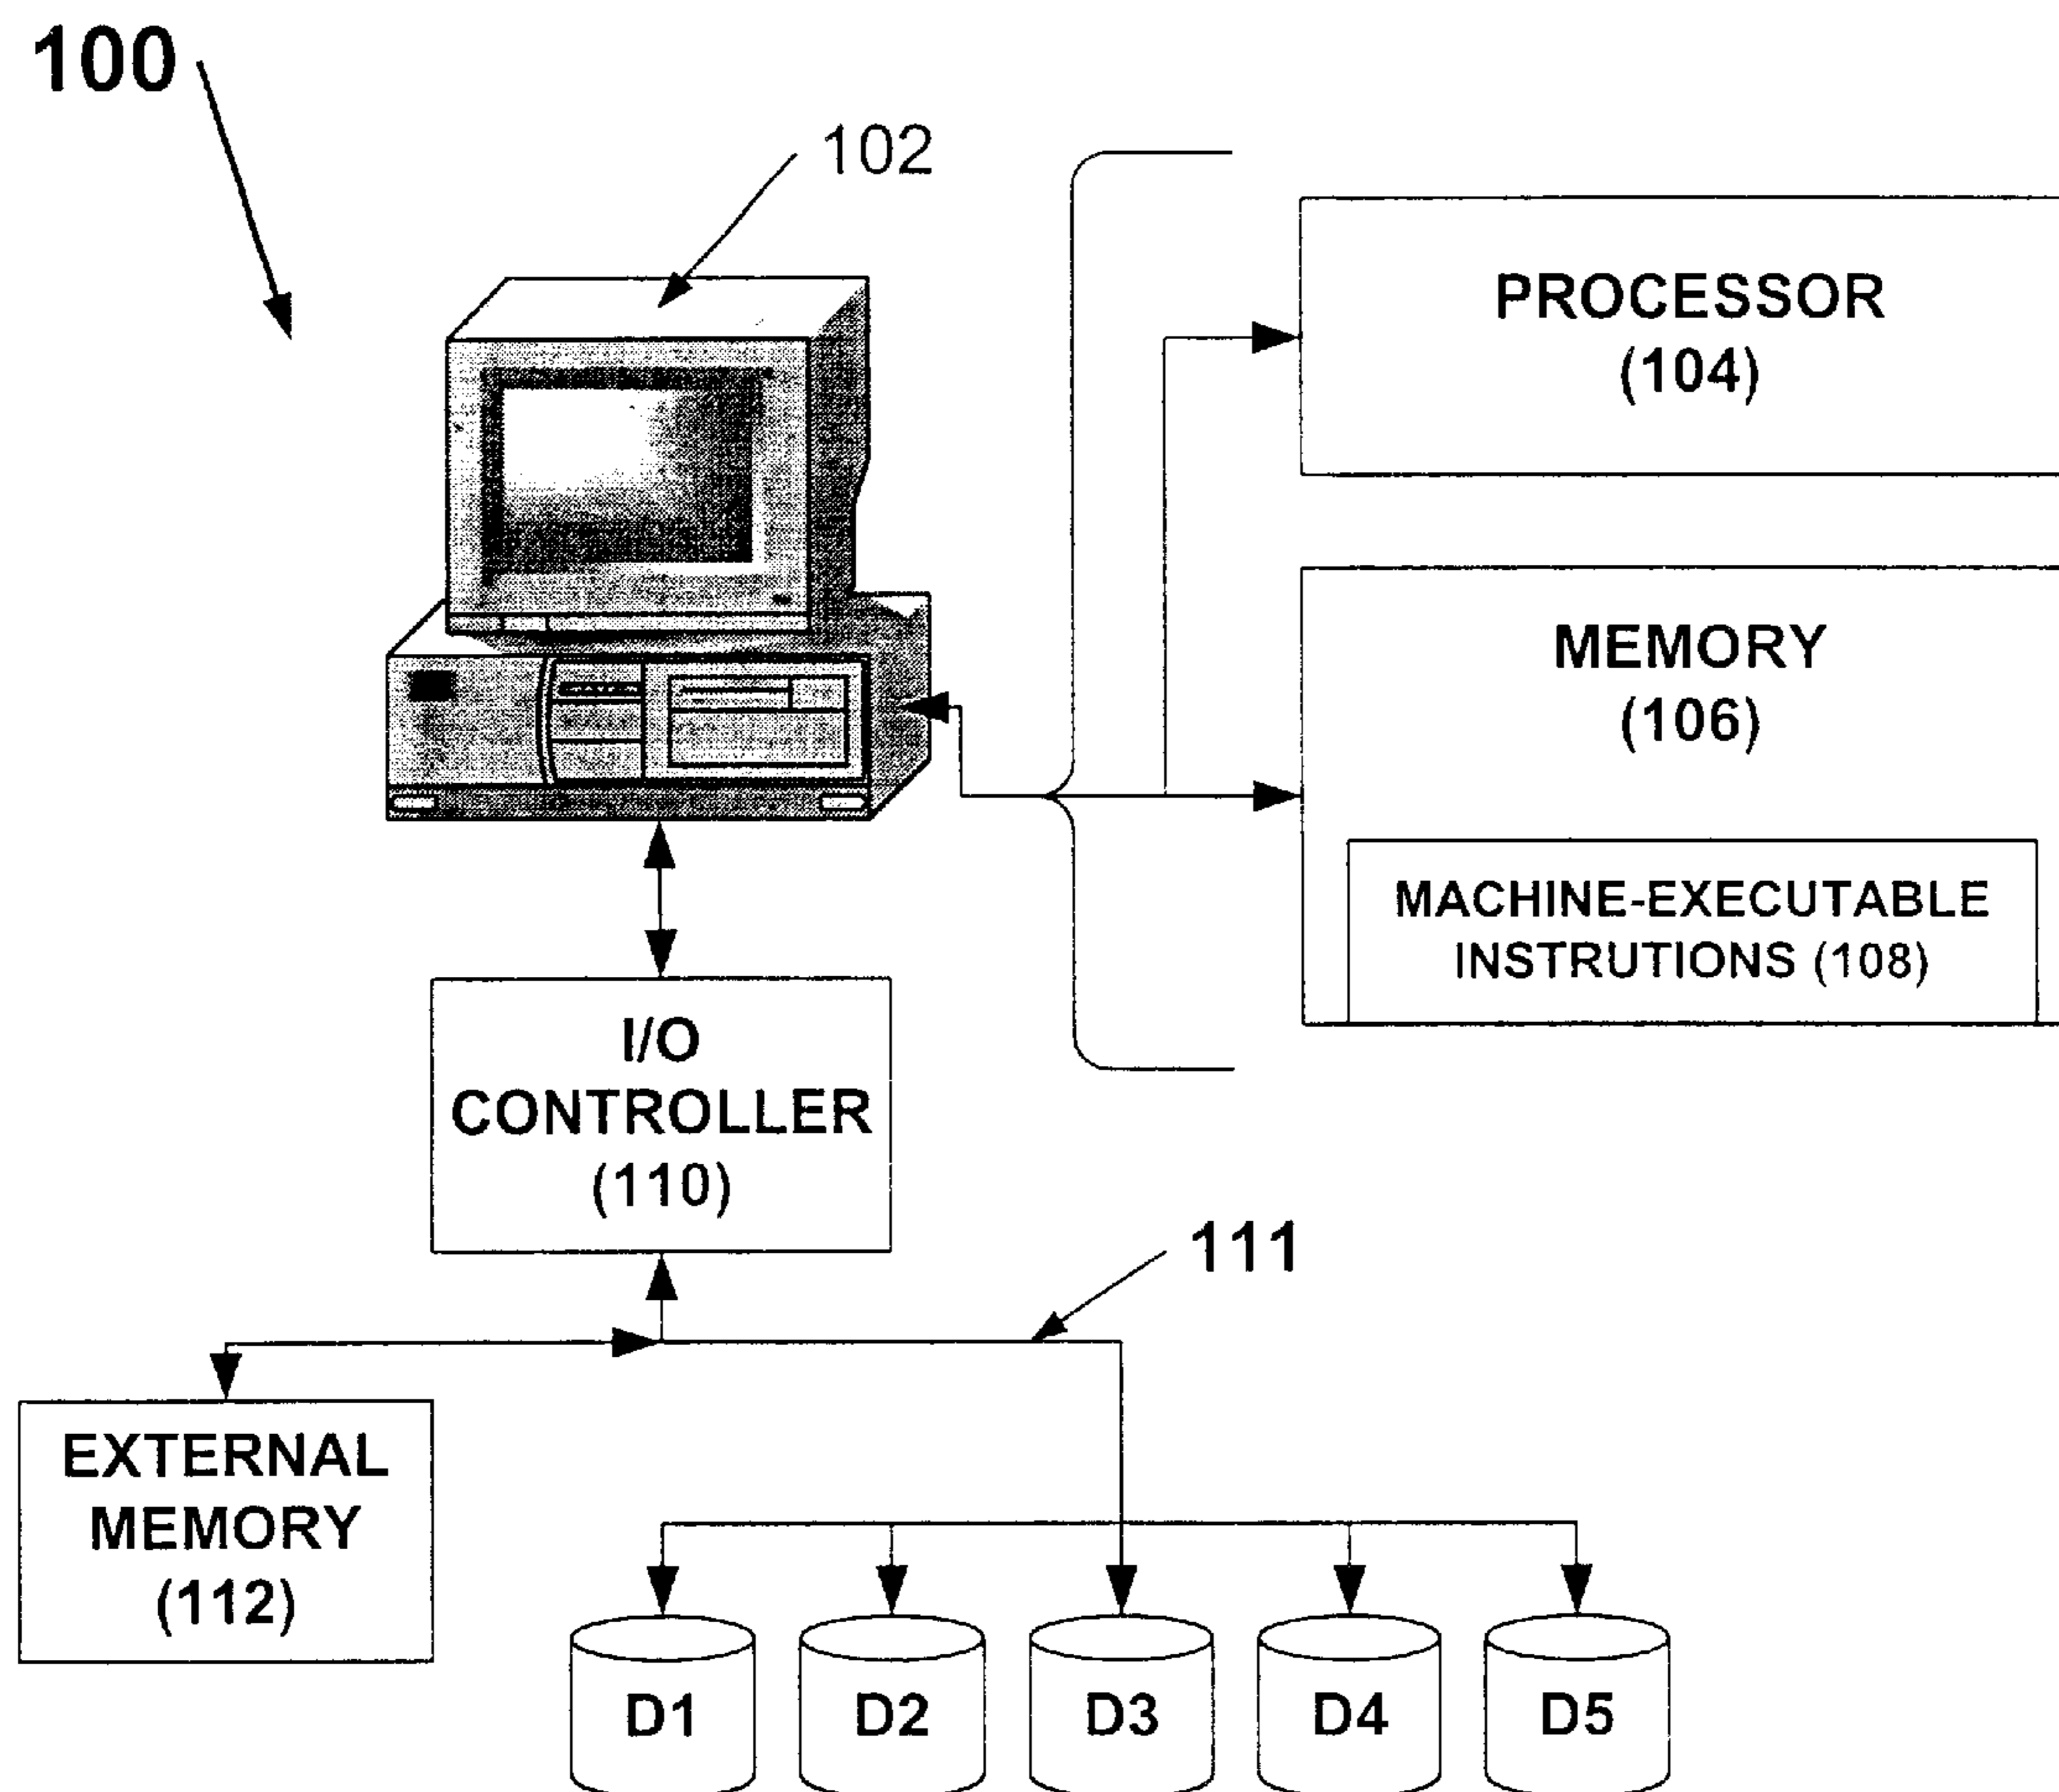 100
102
PROCESSOR
(104)
MEMORY
(106)
MACHINE-EXECUTABLE
INSTRUTIONS (108)
I/O
CONTROLLER
(110)
111
EXTERNAL
MEMORY
(112)
D1
D2
D3
D4
D5